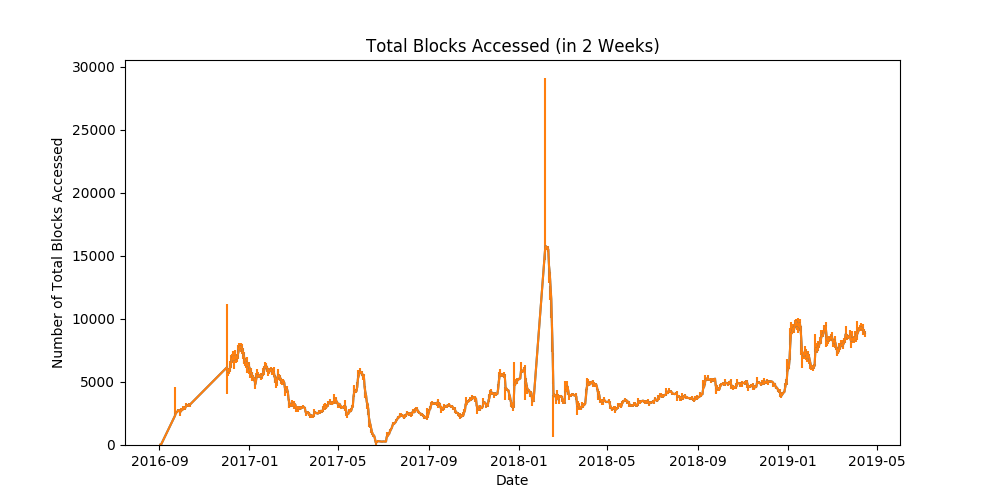 Total Blocks Accessed (in 2 Weeks)
30000
25000
20000
15000
10000
5000
0
Number of Total Blocks Accessed
2016-09 2017-01 2017-05 2017-09 2018-01 2018-05 2018-09 2019-01 2019-05
Date